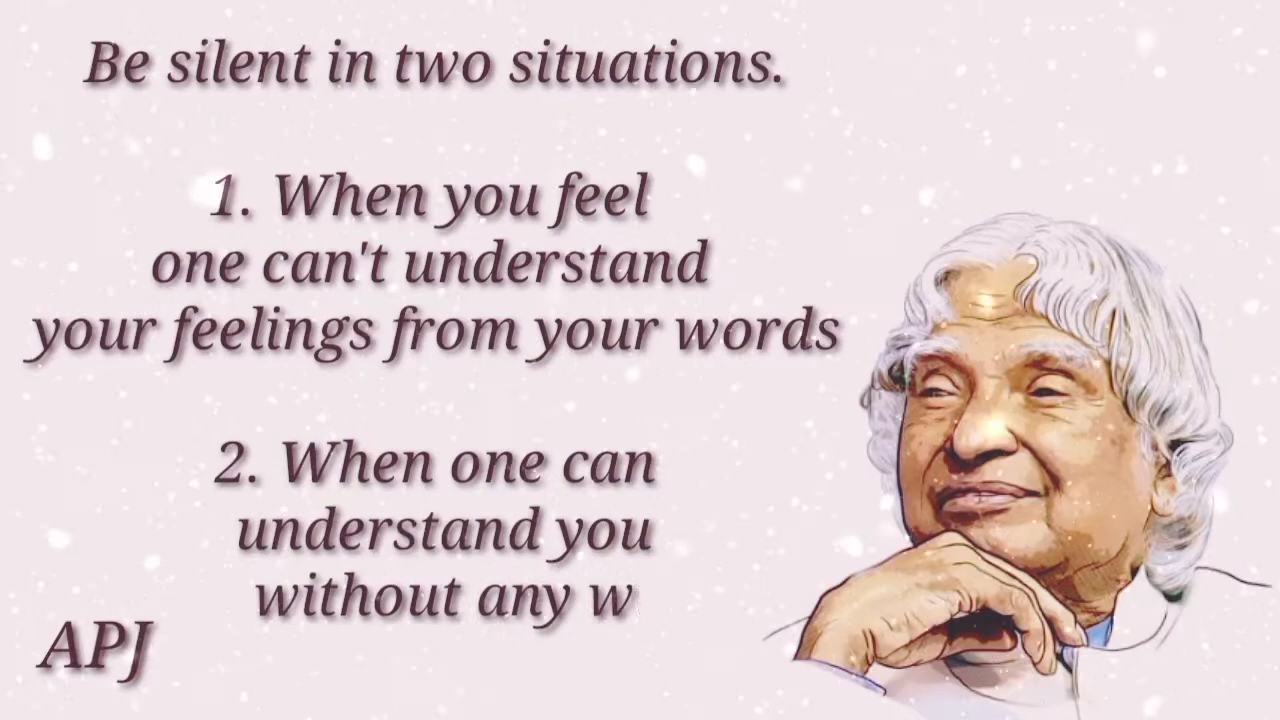 Be silent in two situations.
1. When you feel
one can't understand
your feelings from your words
2. When one can
understand you
without any w
APJ